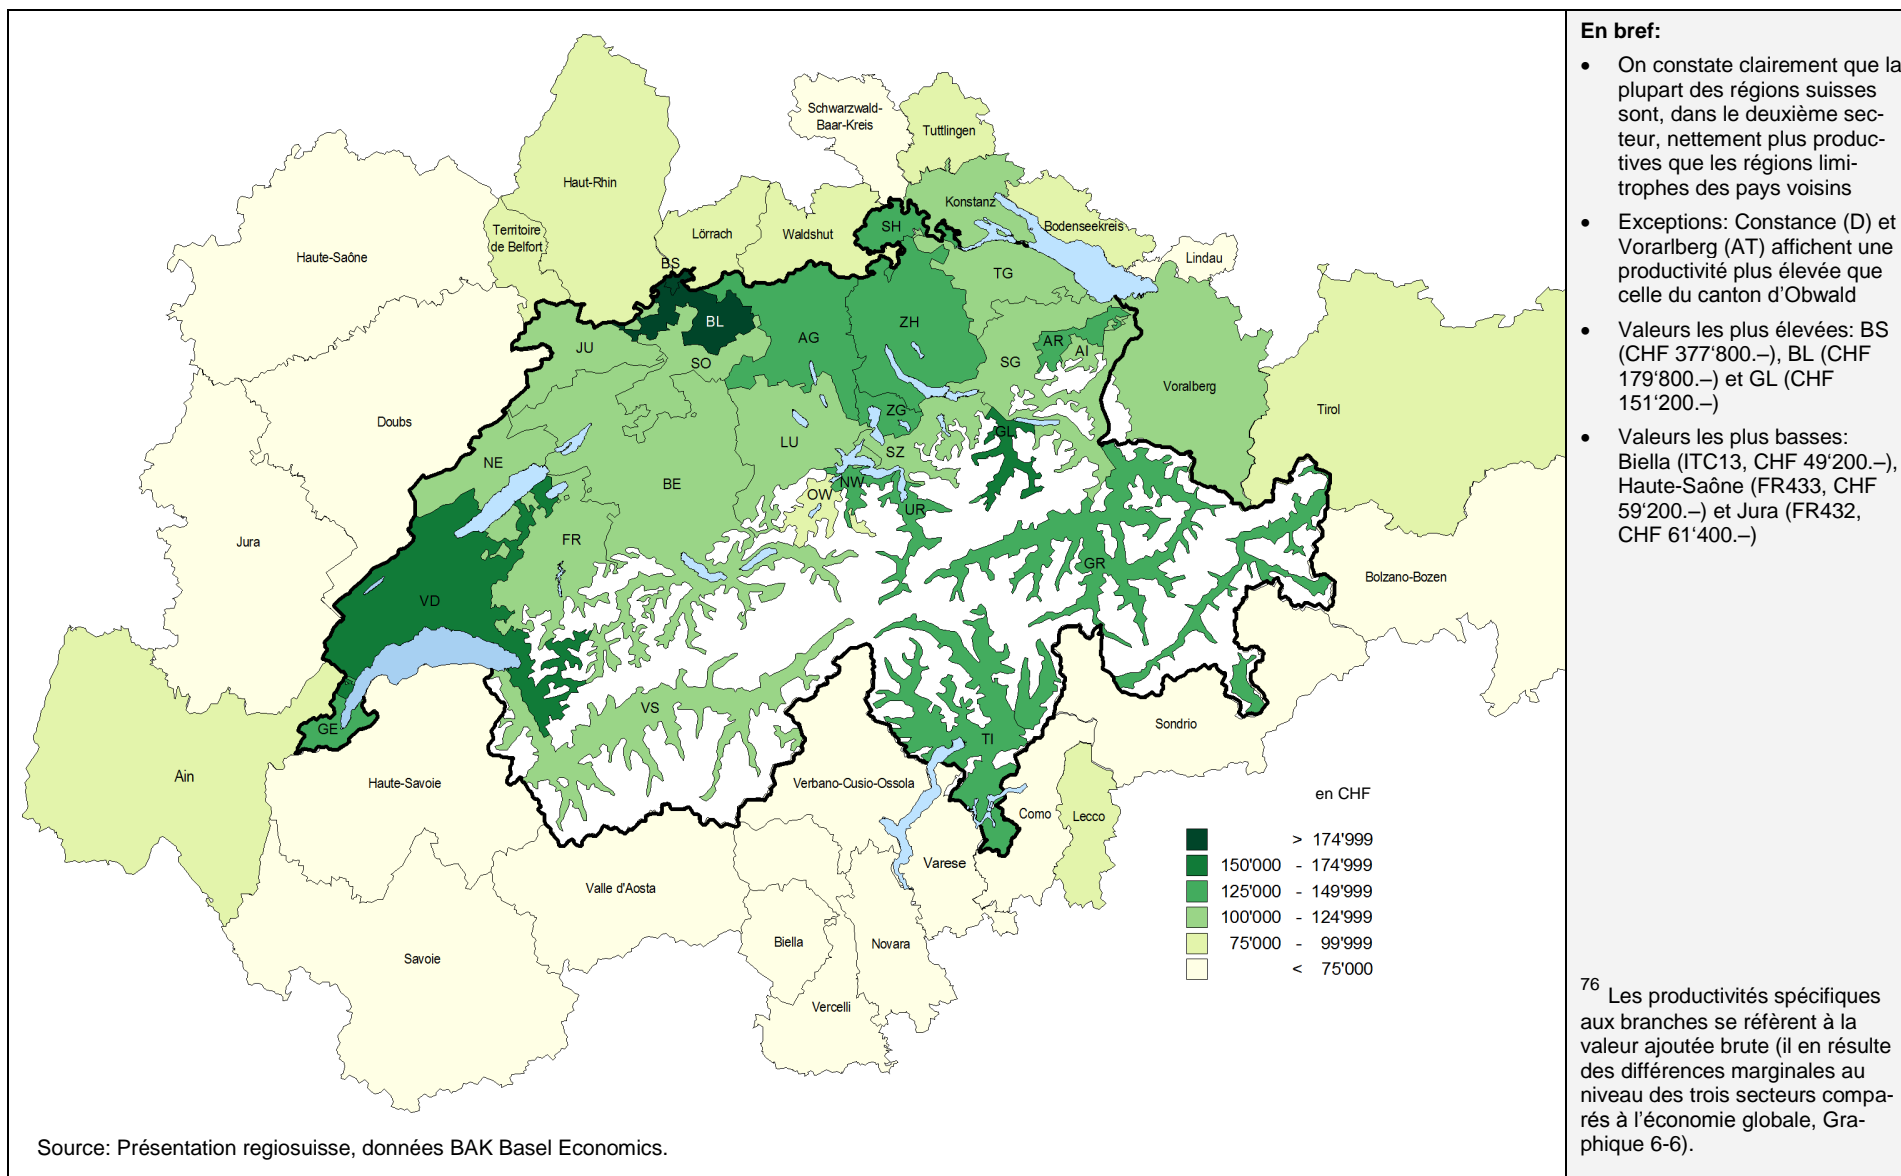 Schwarzwald-
Baar-Kreis
Tuttlingen
Haut-Rhin
Konstanz
Territoire
de Belfort
Lörrach
Waldshut
SH
Bodenseekreis
Haute-Saône
BS
TG
Lindau
BL
AG
ZH
JU
SO
AR
AI
SG
Voralberg
Tirol
Doubs
ZG
GL
LU
NE
SZ
BE
NW
OW
UR
FR
Jura
GR
Bolzano-Bozen
VD
VS
Sondrio
GE
TI
Ain
Haute-Savoie
Verbano-Cusio-Ossola
Como
Lecco
Varese
Valle d'Aosta
Biella
Novara
Savoie
Vercelli
en CHF
> 174'999
150'000 - 174'999
125'000 - 149'999
100'000 - 124'999
75'000 - 99'999
< 75'000
Source: Présentation regiosuisse, données BAK Basel Economics.
En bref:
• On constate clairement que la
plupart des régions suisses
sont, dans le deuxième sec-
teur, nettement plus produc-
tives que les régions limi-
trophes des pays voisins
• Exceptions: Constance (D) et
Vorarlberg (AT) affichent une
productivité plus élevée que
celle du canton d'Obwald
• Valeurs les plus élevées: BS
(CHF 377'800.–), BL (CHF
179'800.–) et GL (CHF
151'200.–)
• Valeurs les plus basses:
Biella (ITC13, CHF 49'200.–),
Haute-Saône (FR433, CHF
59'200.–) et Jura (FR432,
CHF 61'400.–)
76 Les productivités spécifiques
aux branches se réfèrent à la
valeur ajoutée brute (il en résulte
des différences marginales au
niveau des trois secteurs compa-
rés à l'économie globale, Gra-
phique 6-6).